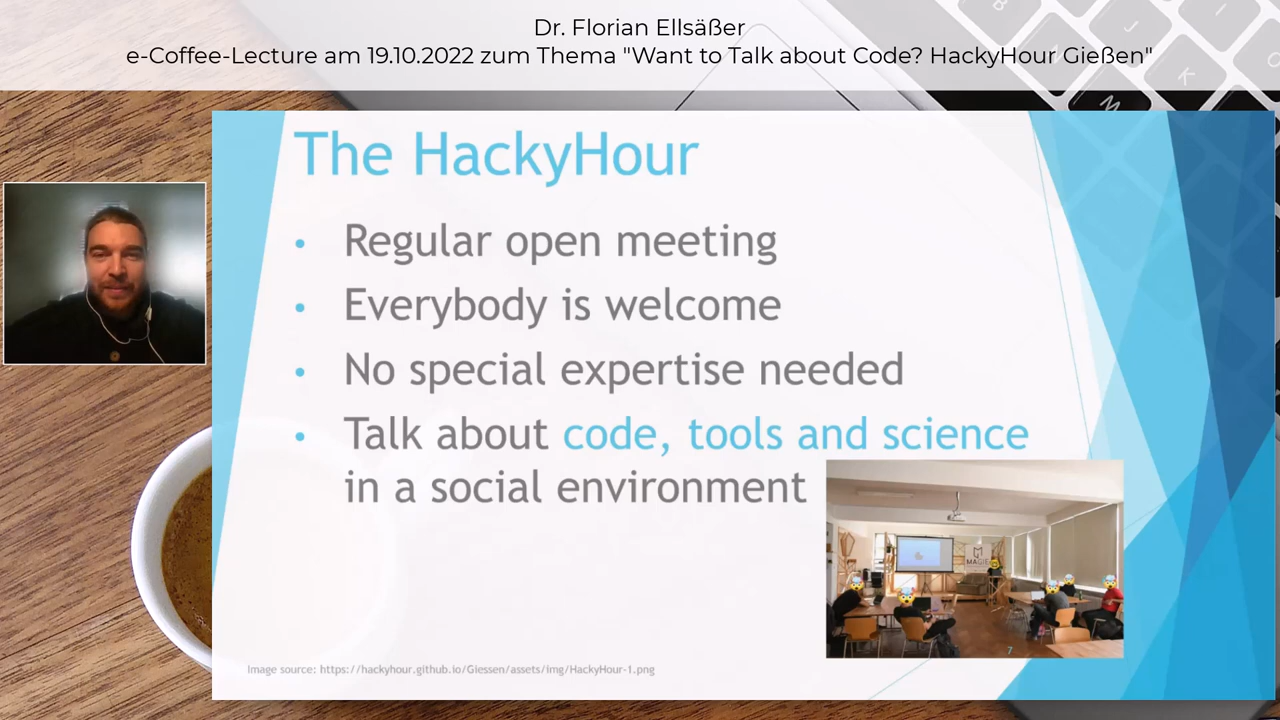 Dr. Florian Ellsäßer
e-Coffee-Lecture am 19.10.2022 zum Thema "Want to Talk about Code? HackyHour Gießen"
The HackyHour
• Regular open meeting
• Everybody is welcome
• No special expertise needed
• Talk about code, tools and science
in a social environment
MAGIE
7
Image source: https://hackyhour.github.io/Giessen/assets/img/HackyHour-1.png
B
J
I
K
M